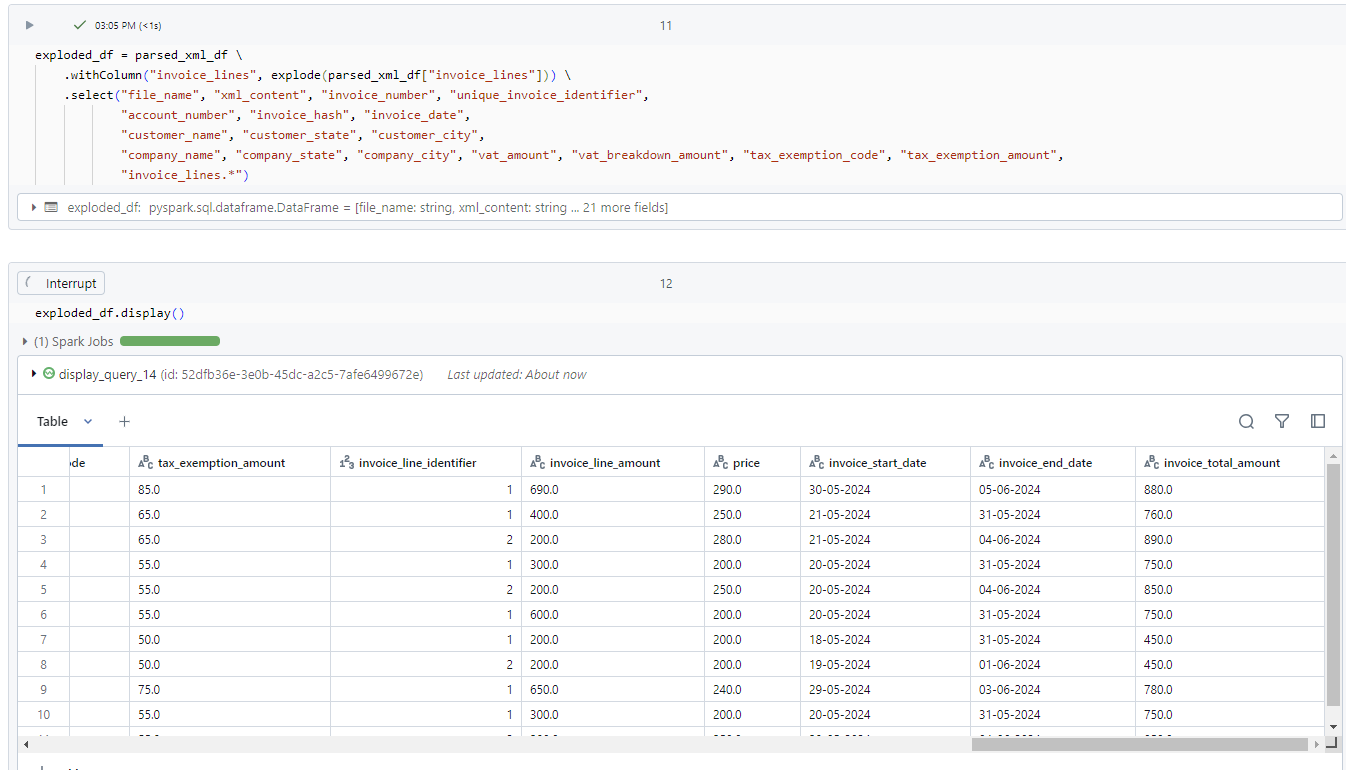 03:05 PM (<1s)
11
exploded_df = parsed_xml_df \
.withColumn("invoice_lines", explode(parsed_xml_df["invoice_lines"])) \
.select("file_name", "xml_content", "invoice_number", "unique_invoice_identifier",
"account_number", "invoice_hash", "invoice_date",
"customer_name", "customer_state", "customer_city",
"company_name", "company_state", "company_city", "vat_amount", "vat_breakdown_amount", "tax_exemption_code", "tax_exemption_amount",
"invoice_lines.*")
exploded_df: pyspark.sql.dataframe.DataFrame = [file_name: string, xml_content: string ... 21 more fields]
Interrupt
12
exploded_df.display()
(1) Spark Jobs
display_query_14 (id: 52dfb36e-3e0b-45dc-a2c5-7afe6499672e) Last updated: About now
Table +
de ABC tax_exemption_amount 123 invoice_line_identifier ABC invoice_line_amount ABC price ABC invoice_start_date ABC invoice_end_date ABC invoice_total_amount
1 85.0 1 690.0 290.0 30-05-2024 05-06-2024 880.0
2 65.0 1 400.0 250.0 21-05-2024 31-05-2024 760.0
3 65.0 2 200.0 280.0 21-05-2024 04-06-2024 890.0
4 55.0 1 300.0 200.0 20-05-2024 31-05-2024 750.0
5 55.0 2 200.0 250.0 20-05-2024 04-06-2024 850.0
6 55.0 1 600.0 200.0 20-05-2024 31-05-2024 750.0
7 50.0 1 200.0 200.0 18-05-2024 31-05-2024 450.0
8 50.0 2 200.0 200.0 19-05-2024 01-06-2024 450.0
9 75.0 1 650.0 240.0 29-05-2024 03-06-2024 780.0
10 55.0 1 300.0 200.0 20-05-2024 31-05-2024 750.0